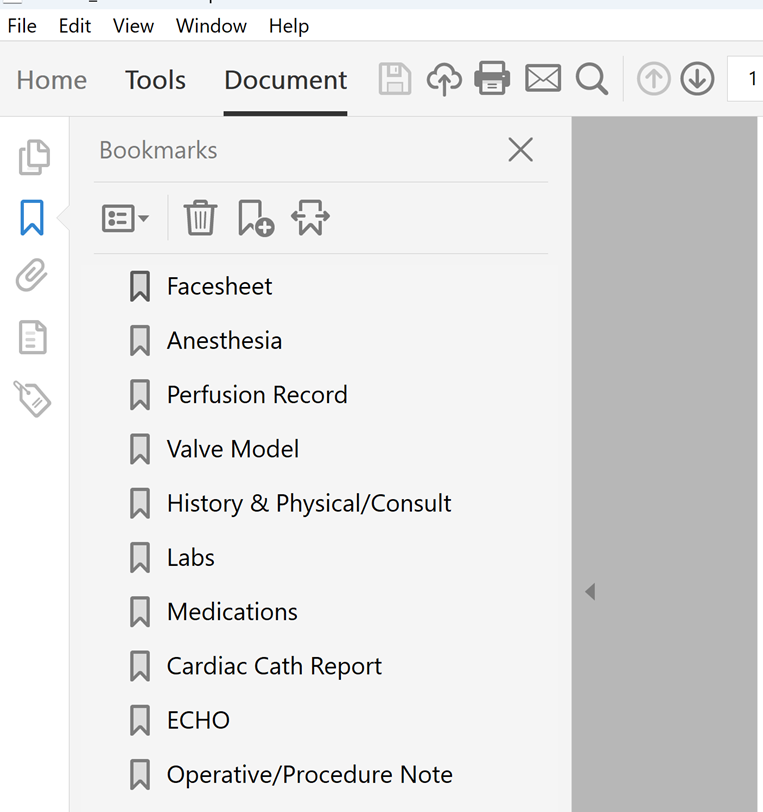 File Edit View Window Help
Home Tools Document 1
Bookmarks
Facesheet
Anesthesia
Perfusion Record
Valve Model
History & Physical/Consult
Labs
Medications
Cardiac Cath Report
ECHO
Operative/Procedure Note